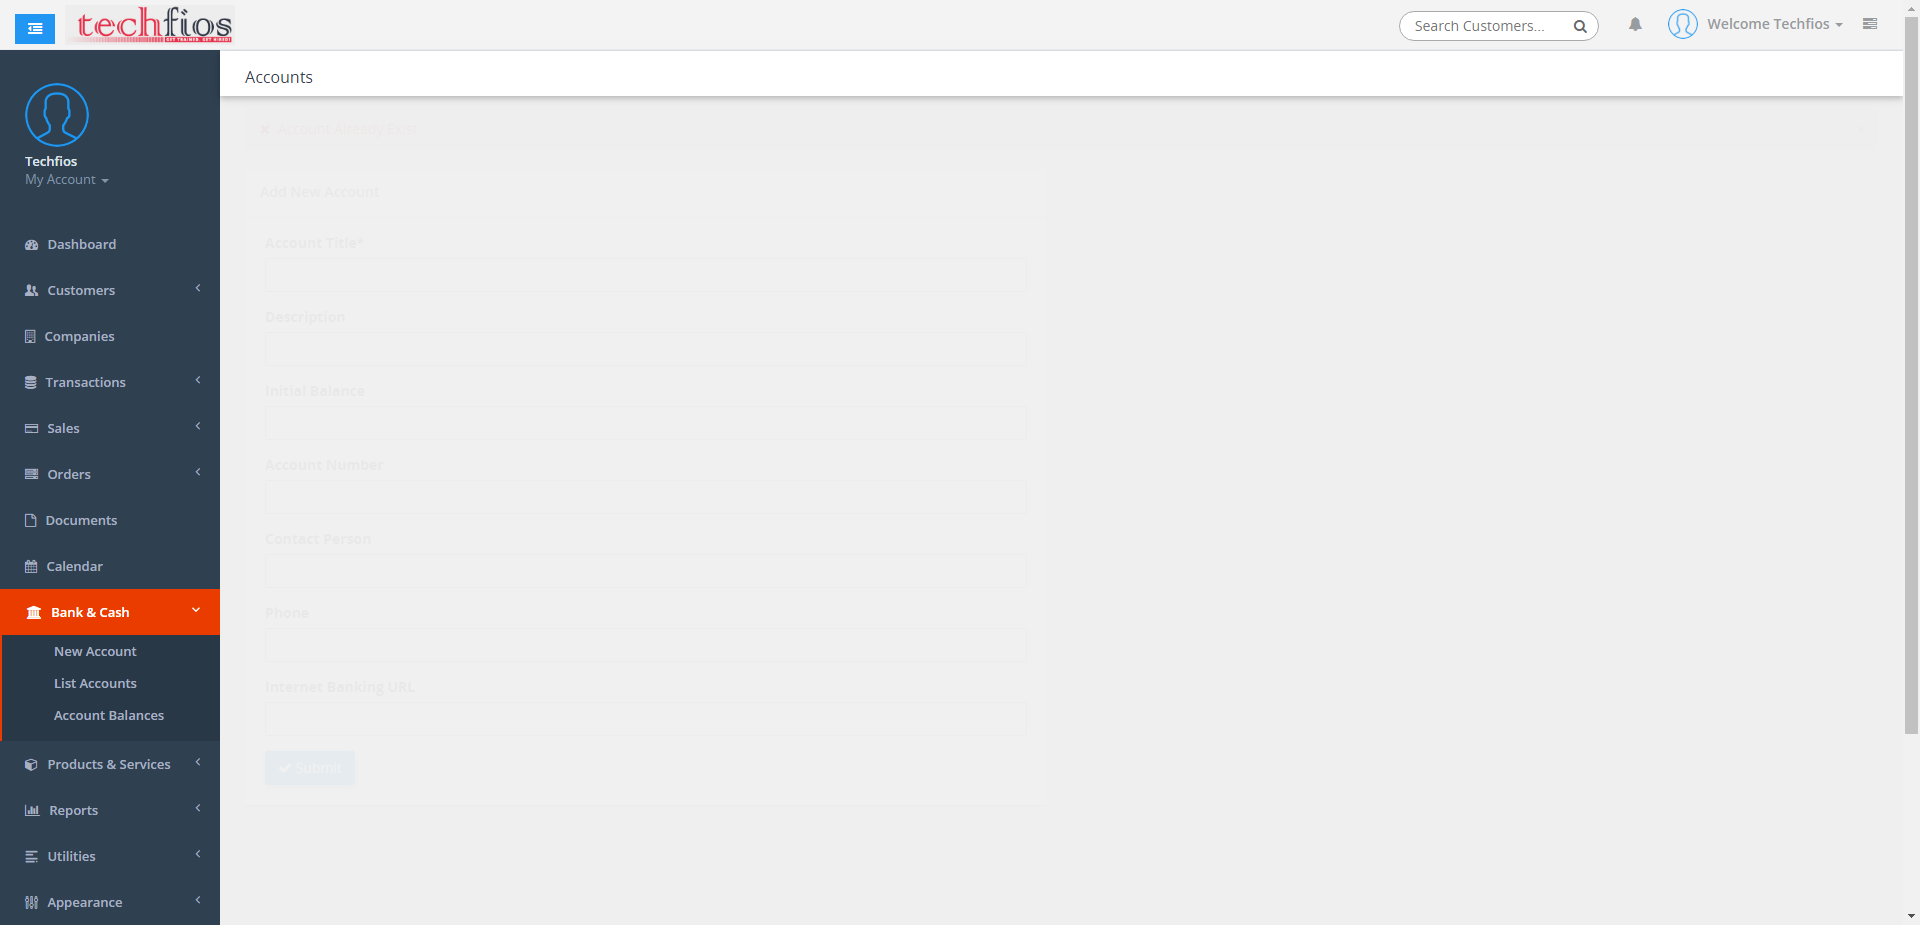 techfios
Search Customers...
Welcome Techfios
Accounts
Techfios
My Account
Dashboard
Customers
Companies
Transactions
Sales
Orders
Documents
Calendar
Bank & Cash
New Account
List Accounts
Account Balances
Products & Services
Reports
Utilities
Appearance
Account Already Exist
Add New Account
Account Title*
Description
Initial Balance
Account Number
Contact Person
Phone
Internet Banking URL
Submit